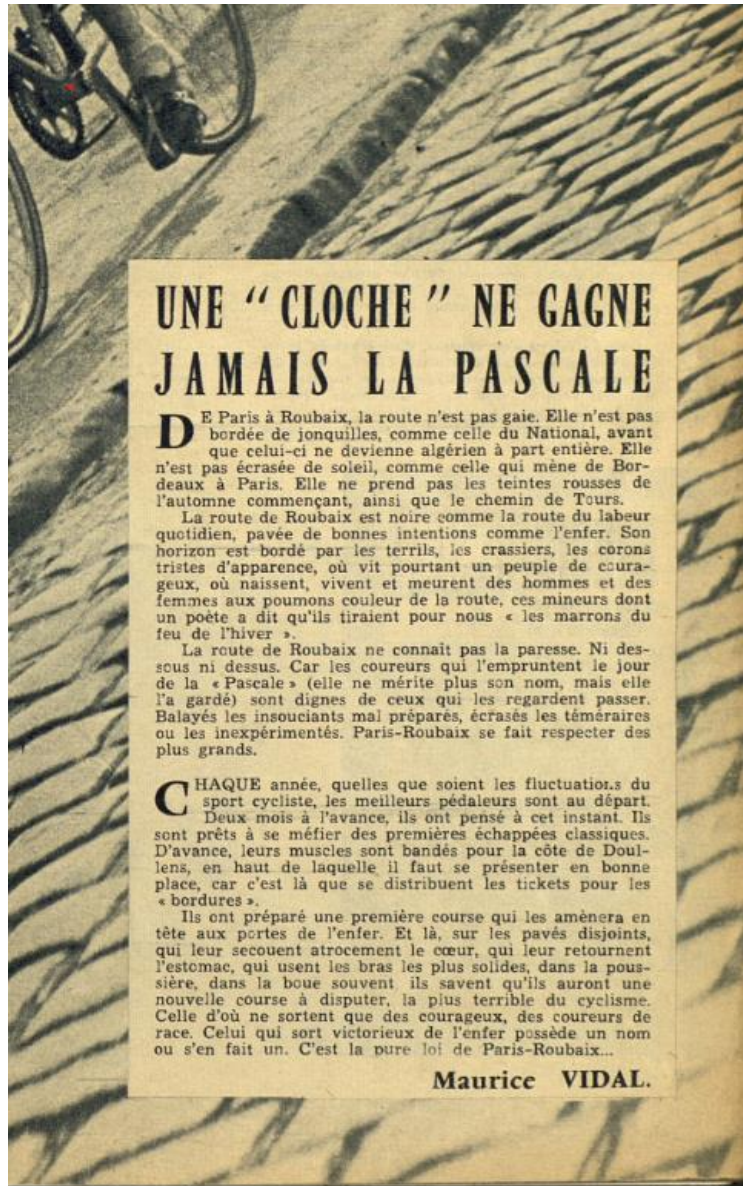 UNE “ CLOCHE ” NE GAGNE
JAMAIS LA PASCALE
DE Paris à Roubaix, la route n'est pas gaie. Elle n'est pas
bordée de jonquilles, comme celle du National, avant
que celui-ci ne devienne algérien à part entière. Elle
n'est pas écrasée de soleil, comme celle qui mène de Bor-
deaux à Paris. Elle ne prend pas les teintes rousses de
l'automne commençant, ainsi que le chemin de Tours.
La route de Roubaix est noire comme la route du labeur
quotidien, pavée de bonnes intentions comme l'enfer. Son
horizon est bordé par les terrils, les crassiers, les corons
tristes d'apparence, où vit pourtant un peuple de coura-
geux, où naissent, vivent et meurent des hommes et des
femmes aux poumons couleur de la route, ces mineurs dont
un poète a dit qu'ils tiraient pour nous « les marrons du
feu de l'hiver ».
La route de Roubaix ne connaît pas la paresse. Ni des-
sous ni dessus. Car les coureurs qui l'empruntent le jour
de la « Pascale » (elle ne mérite plus son nom, mais elle
l'a gardé) sont dignes de ceux qui les regardent passer.
Balayés les insouciants mal préparés, écrasés les téméraires
ou les inexpérimentés. Paris-Roubaix se fait respecter des
plus grands.
CHAQUE année, quelles que soient les fluctuations du
sport cycliste, les meilleurs pédaleurs sont au départ.
Deux mois à l'avance, ils ont pensé à cet instant. Ils
sont prêts à se méfier des premières échappées classiques.
D'avance, leurs muscles sont bandés pour la côte de Doul-
lens, en haut de laquelle il faut se présenter en bonne
place, car c'est là que se distribuent les tickets pour les
« bordures ».
Ils ont préparé une première course qui les amènera en
tête aux portes de l'enfer. Et là, sur les pavés disjoints,
qui leur secouent atrocement le cœur, qui leur retournent
l'estomac, qui usent les bras les plus solides, dans la pous-
sière, dans la boue souvent ils savent qu'ils auront une
nouvelle course à disputer, la plus terrible du cyclisme.
Celle d'où ne sortent que des courageux, des coureurs de
race. Celui qui sort victorieux de l'enfer possède un nom
ou s'en fait un. C'est la pure loi de Paris-Roubaix...
Maurice VIDAL.